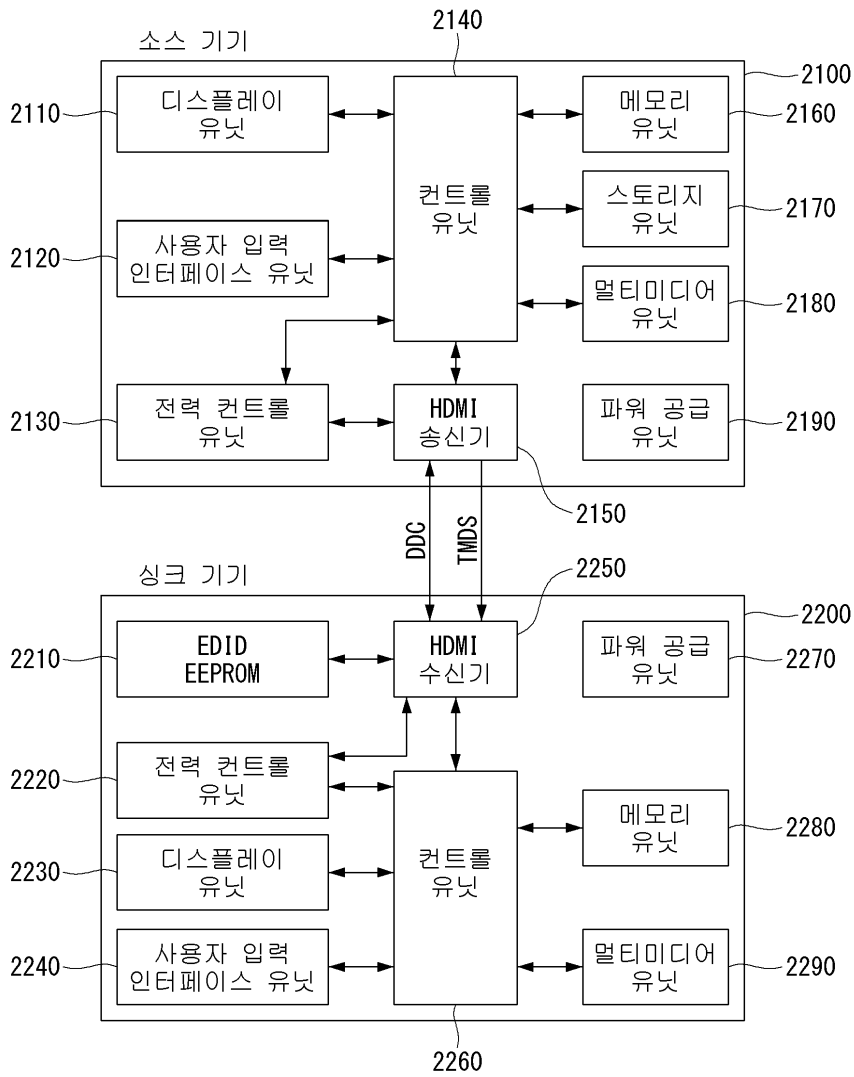 소스 기기
2140
2100
디스플레이
유닛
2110
컨트롤
유닛
메모리
유닛
2160
스토리지
유닛
2170
사용자 입력
인터페이스 유닛
2120
멀티미디어
유닛
2180
전력 컨트롤
유닛
2130
HDMI
송신기
파워 공급
유닛
2190
2150
DDC
TMDS
싱크 기기
2250
2200
EDID
EEPROM
2210
HDMI
수신기
파워 공급
유닛
2270
전력 컨트롤
유닛
2220
컨트롤
유닛
메모리
유닛
2280
디스플레이
유닛
2230
사용자 입력
인터페이스 유닛
2240
멀티미디어
유닛
2290
2260